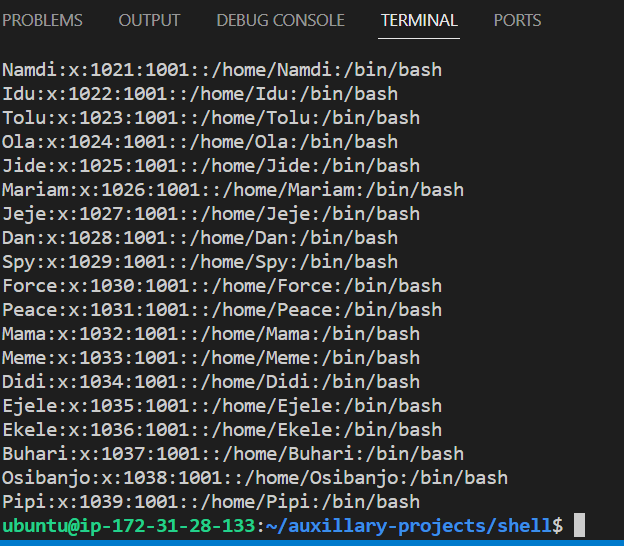 PROBLEMS OUTPUT DEBUG CONSOLE TERMINAL PORTS
Namdi:x:1021:1001::/home/Namdi:/bin/bash
Idu:x:1022:1001::/home/Idu:/bin/bash
Tolu:x:1023:1001::/home/Tolu:/bin/bash
Ola:x:1024:1001::/home/Ola:/bin/bash
Jide:x:1025:1001::/home/Jide:/bin/bash
Mariam:x:1026:1001::/home/Mariam:/bin/bash
Jeje:x:1027:1001::/home/Jeje:/bin/bash
Dan:x:1028:1001::/home/Dan:/bin/bash
Spy:x:1029:1001::/home/Spy:/bin/bash
Force:x:1030:1001::/home/Force:/bin/bash
Peace:x:1031:1001::/home/Peace:/bin/bash
Mama:x:1032:1001::/home/Mama:/bin/bash
Meme:x:1033:1001::/home/Meme:/bin/bash
Didi:x:1034:1001::/home/Didi:/bin/bash
Ejele:x:1035:1001::/home/Ejele:/bin/bash
Ekele:x:1036:1001::/home/Ekele:/bin/bash
Buhari:x:1037:1001::/home/Buhari:/bin/bash
Osibanjo:x:1038:1001::/home/Osibanjo:/bin/bash
Pipi:x:1039:1001::/home/Pipi:/bin/bash
ubuntu@ip-172-31-28-133:~/auxillary-projects/shell$